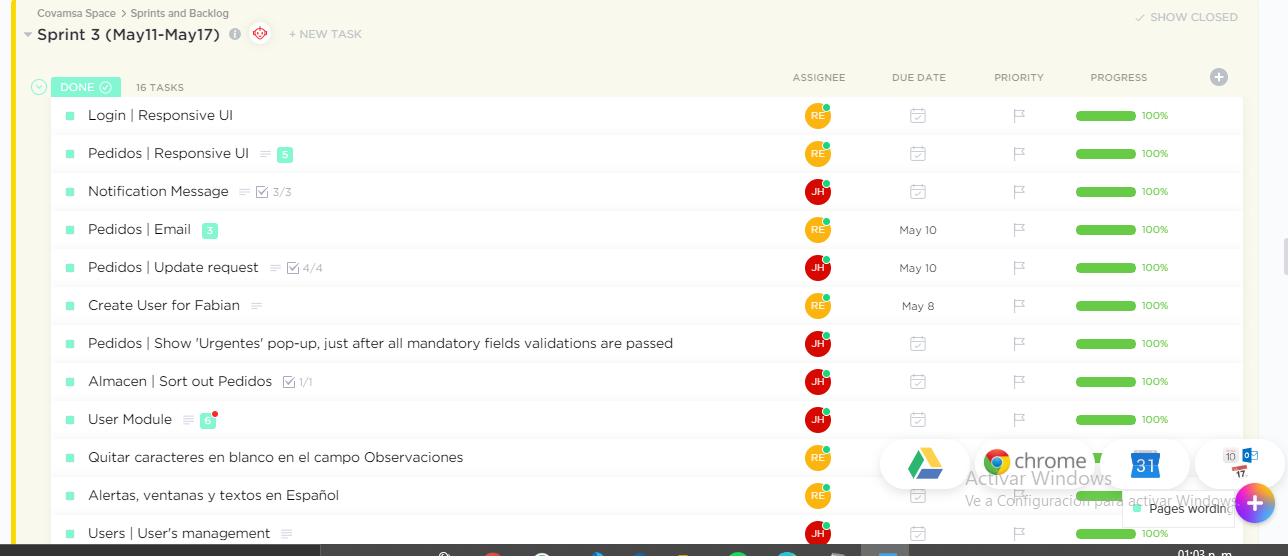 Covamsa Space > Sprints and Backlog
Sprint 3 (May11-May17) + NEW TASK
SHOW CLOSED
DONE 16 TASKS ASSIGNEE DUE DATE PRIORITY PROGRESS
Login | Responsive UI RE 100%
Pedidos | Responsive UI 5 RE 100%
Notification Message 3/3 JH 100%
Pedidos | Email 3 RE May 10 100%
Pedidos | Update request 4/4 JH May 10 100%
Create User for Fabian RE May 8 100%
Pedidos | Show 'Urgentes' pop-up, just after all mandatory fields validations are passed JH 100%
Almacen | Sort out Pedidos 1/1 JH 100%
User Module 6 JH 100%
Quitar caracteres en blanco en el campo Observaciones RE
chrome 31 10 17
Activar Windows
Alertas, ventanas y textos en Español RE
Ve a Configuración para activar Windows
Pages wording
Users | User's management JH 100%